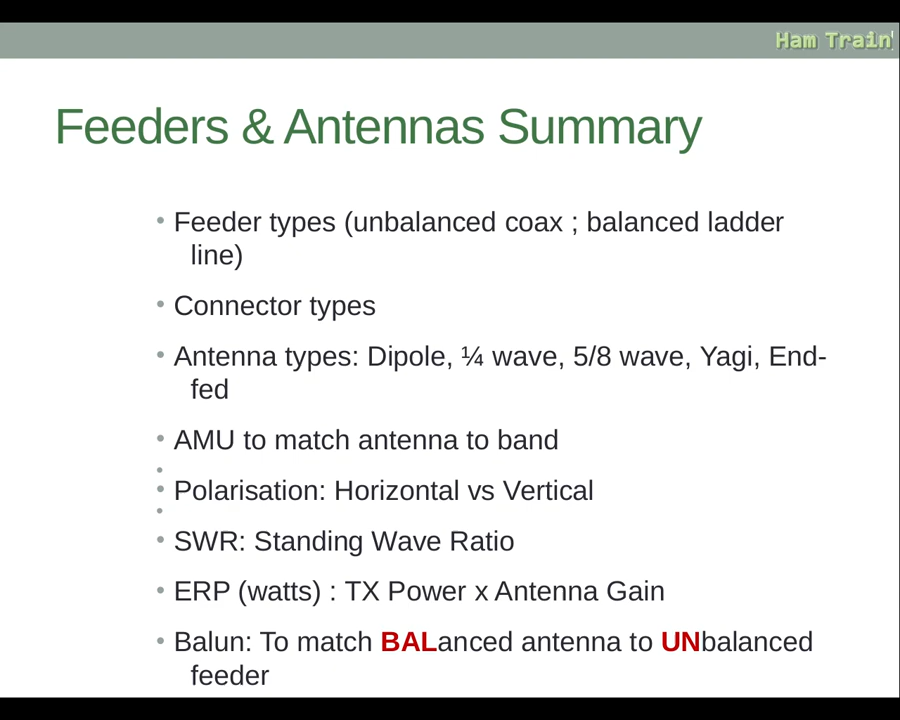 Ham Train
Feeders & Antennas Summary
• Feeder types (unbalanced coax ; balanced ladder
line)
• Connector types
• Antenna types: Dipole, ¼ wave, 5/8 wave, Yagi, End-
fed
• AMU to match antenna to band
• Polarisation: Horizontal vs Vertical
• SWR: Standing Wave Ratio
• ERP (watts) : TX Power x Antenna Gain
• Balun: To match BALanced antenna to UNbalanced
feeder